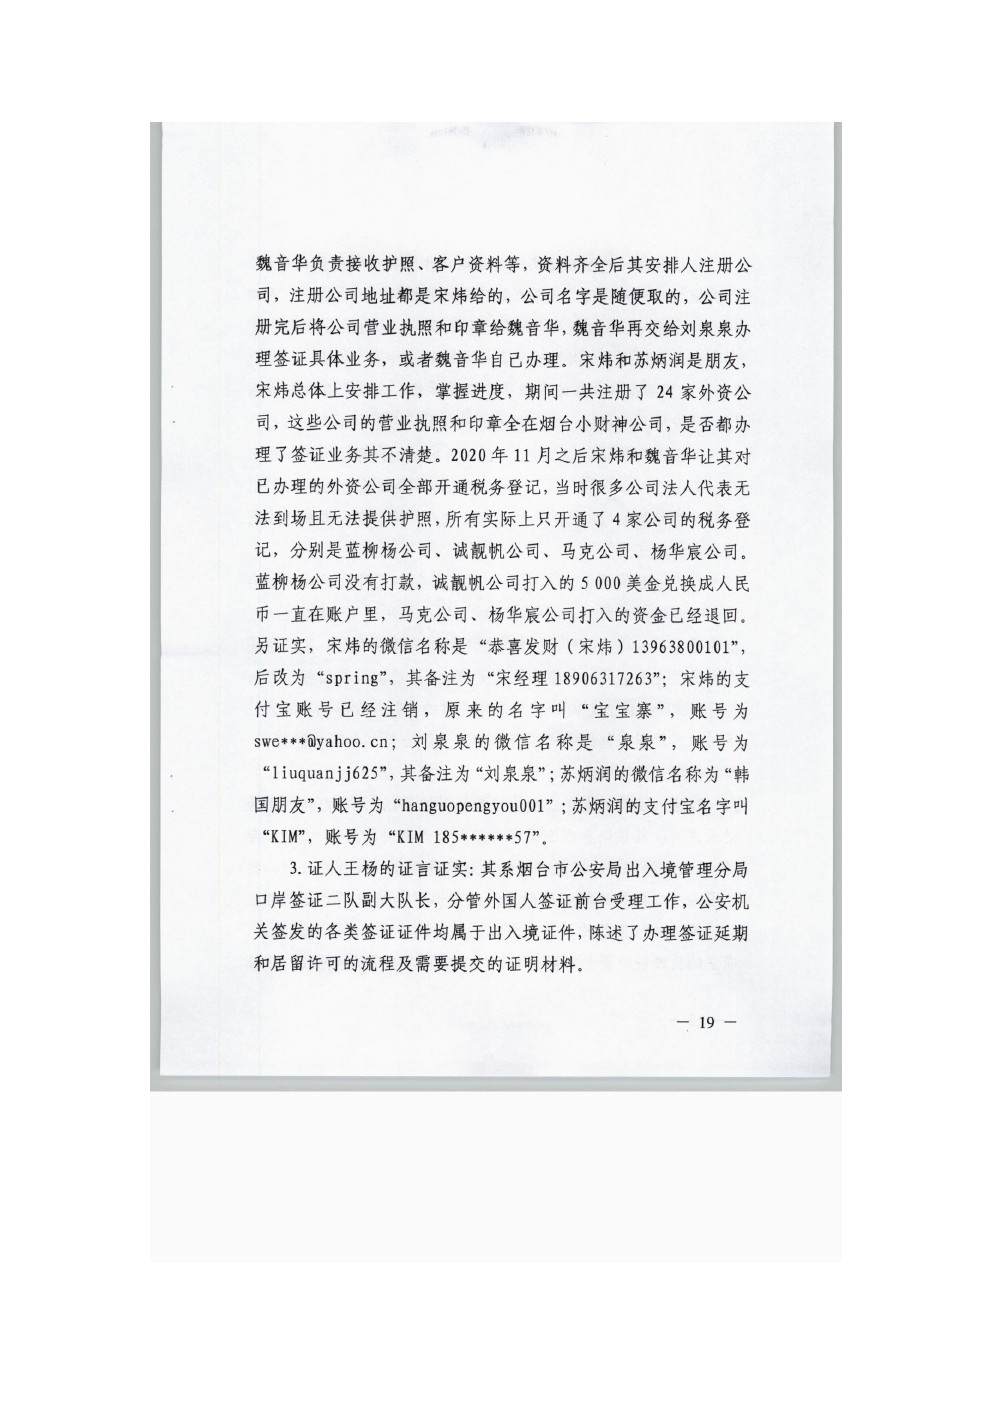 魏音华负责接收护照、客户资料等，资料齐全后其安排人注册公
司，注册公司地址都是宋炜给的，公司名字是随便取的，公司注
册完后将公司营业执照和印章给魏音华，魏音华再交给刘泉泉办
理签证具体业务，或者魏音华自己办理。宋炜和苏炳润是朋友，
宋炜总体上安排工作，掌握进度，期间一共注册了 24 家外资公
司，这些公司的营业执照和印章全在烟台小财神公司，是否都办
理了签证业务其不清楚。2020 年 11 月之后宋炜和魏音华让其对
已办理的外资公司全部开通税务登记，当时很多公司法人代表无
法到场且无法提供护照，所有实际上只开通了 4 家公司的税务登
记，分别是蓝柳杨公司、诚靓帆公司、马克公司、杨华宸公司。
蓝柳杨公司没有打款，诚靓帆公司打入的 5 000 美金兑换成人民
币一直在账户里，马克公司、杨华宸公司打入的资金已经退回。
另证实，宋炜的微信名称是“恭喜发财（宋炜）13963800101”，
后改为“spring”，其备注为“宋经理 18906317263”；宋炜的支
付宝账号已经注销，原来的名字叫“宝宝寨”，账号为
swe***@yahoo.cn；刘泉泉的微信名称是“泉泉”，账号为
“liuquanjj625”，其备注为“刘泉泉”；苏炳润的微信名称为“韩
国朋友”，账号为“hanguopengyou001”；苏炳润的支付宝名字叫
“KIM”，账号为“KIM 185******57”。
3. 证人王杨的证言证实：其系烟台市公安局出入境管理分局
口岸签证二队副大队长，分管外国人签证前台受理工作，公安机
关签发的各类签证证件均属于出入境证件，陈述了办理签证延期
和居留许可的流程及需要提交的证明材料。
— 19 —